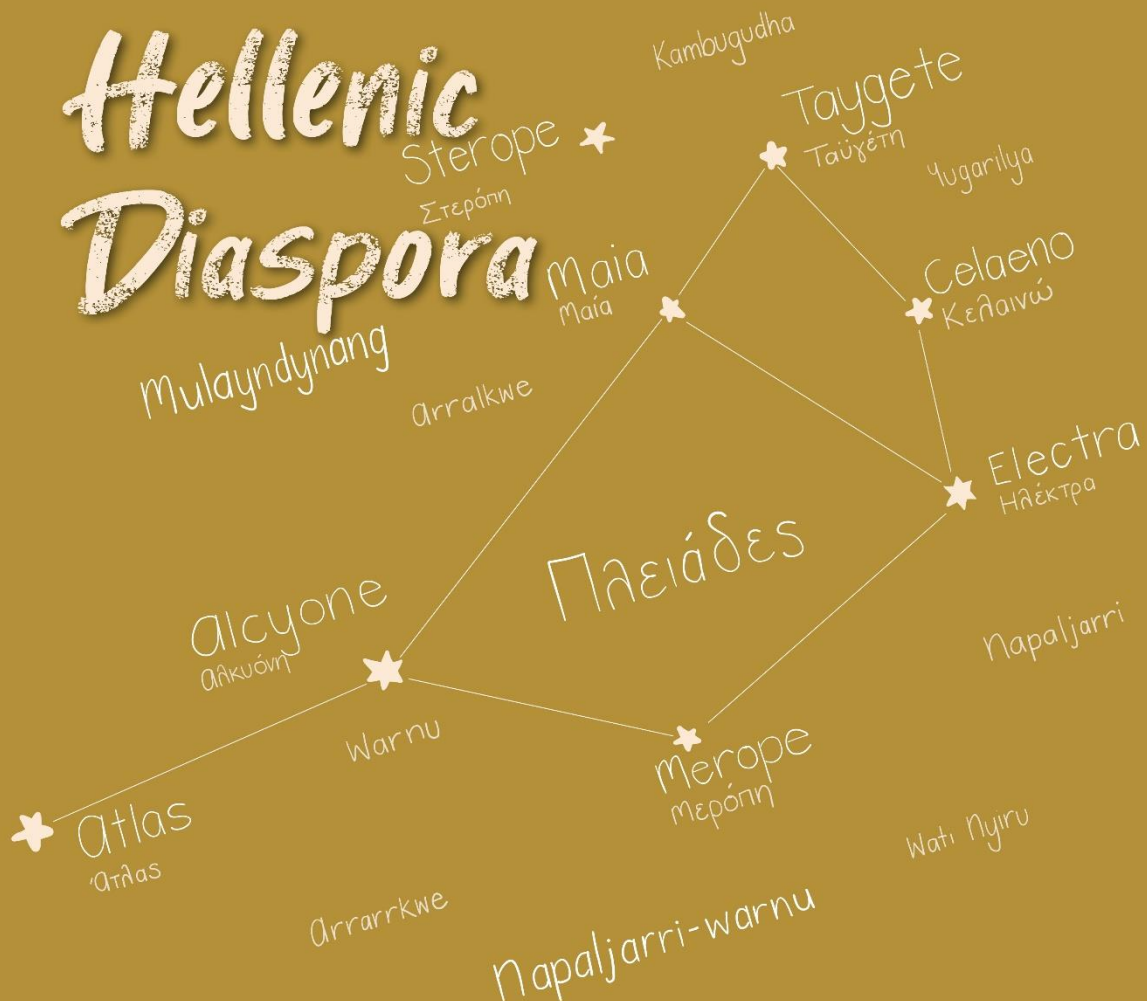 Hellenic
Diaspora
Kambugudha
Taygete
Ταϋγέτη
Sterope
Στερόπη
Yugarilya
Maia
Μαία
Celaeno
Κελαινώ
Mulayndynang
Arralkwe
Electra
Ηλέκτρα
Πλειάδες
Alcyone
Αλκυόνη
Napaljarri
Warnu
Merope
Μερόπη
Atlas
Άτλας
Wati Nyiru
Arrarrkwe
Napaljarri-warnu